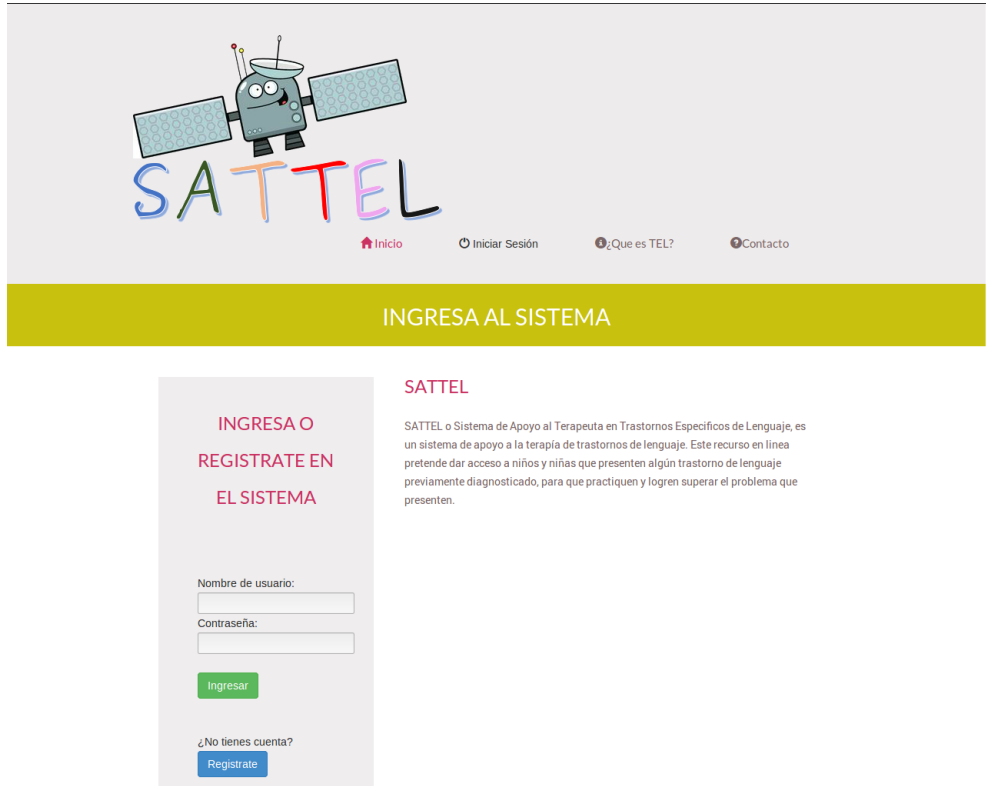 SATTEL
Inicio
Iniciar Sesión
¿Que es TEL?
Contacto
INGRESA AL SISTEMA
INGRESA O
REGISTRATE EN
EL SISTEMA
Nombre de usuario:
Contraseña:
Ingresar
¿No tienes cuenta?
Registrate
SATTEL
SATTEL o Sistema de Apoyo al Terapeuta en Trastornos Especificos de Lenguaje, es
un sistema de apoyo a la terapía de trastornos de lenguaje. Este recurso en linea
pretende dar acceso a niños y niñas que presenten algún trastorno de lenguaje
previamente diagnosticado, para que practiquen y logren superar el problema que
presenten.